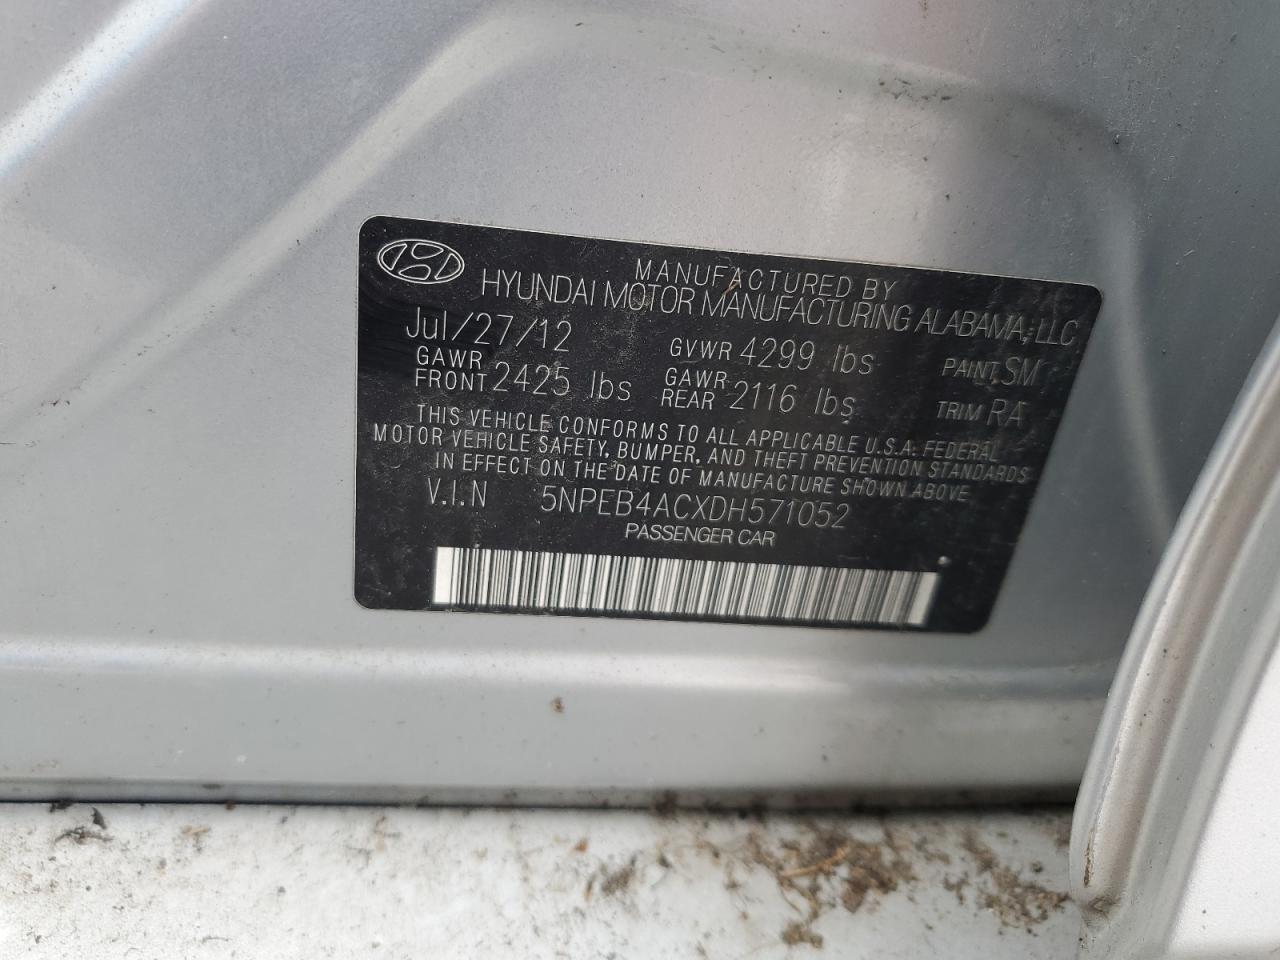 MANUFACTURED BY
HYUNDAI MOTOR MANUFACTURING ALABAMA, LLC
Jul/27/12 GVWR 4299 lbs PAINT SM
GAWR FRONT 2425 lbs GAWR REAR 2116 lbs TRIM RA
THIS VEHICLE CONFORMS TO ALL APPLICABLE U.S.A. FEDERAL
MOTOR VEHICLE SAFETY, BUMPER, AND THEFT PREVENTION STANDARDS
IN EFFECT ON THE DATE OF MANUFACTURE SHOWN ABOVE
V.I.N 5NPEB4ACXDH571052
PASSENGER CAR